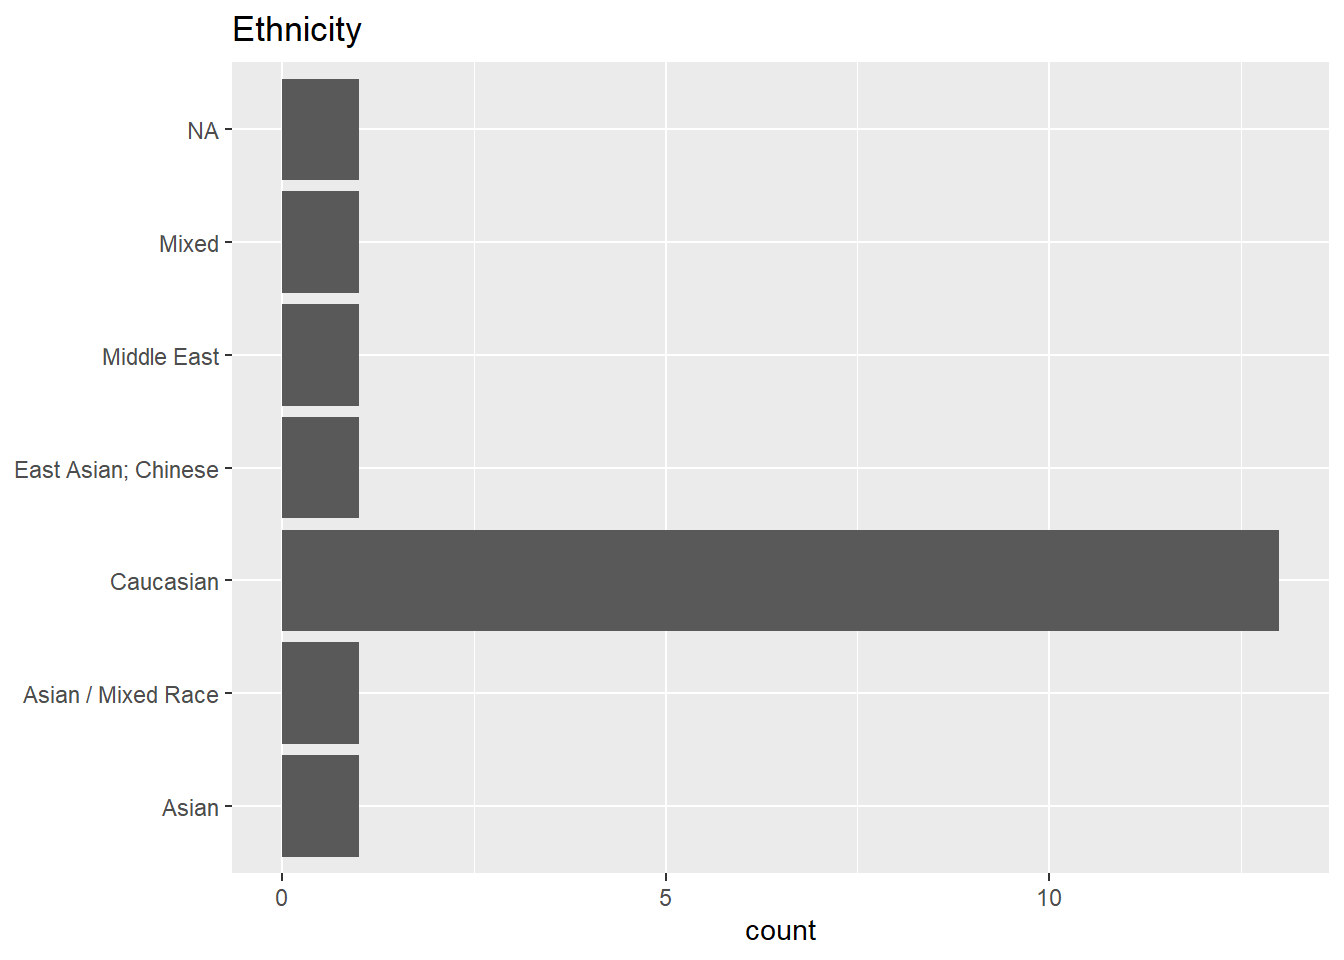 Ethnicity
NA
Mixed
Middle East
East Asian; Chinese
Caucasian
Asian / Mixed Race
Asian
0 5 10
count